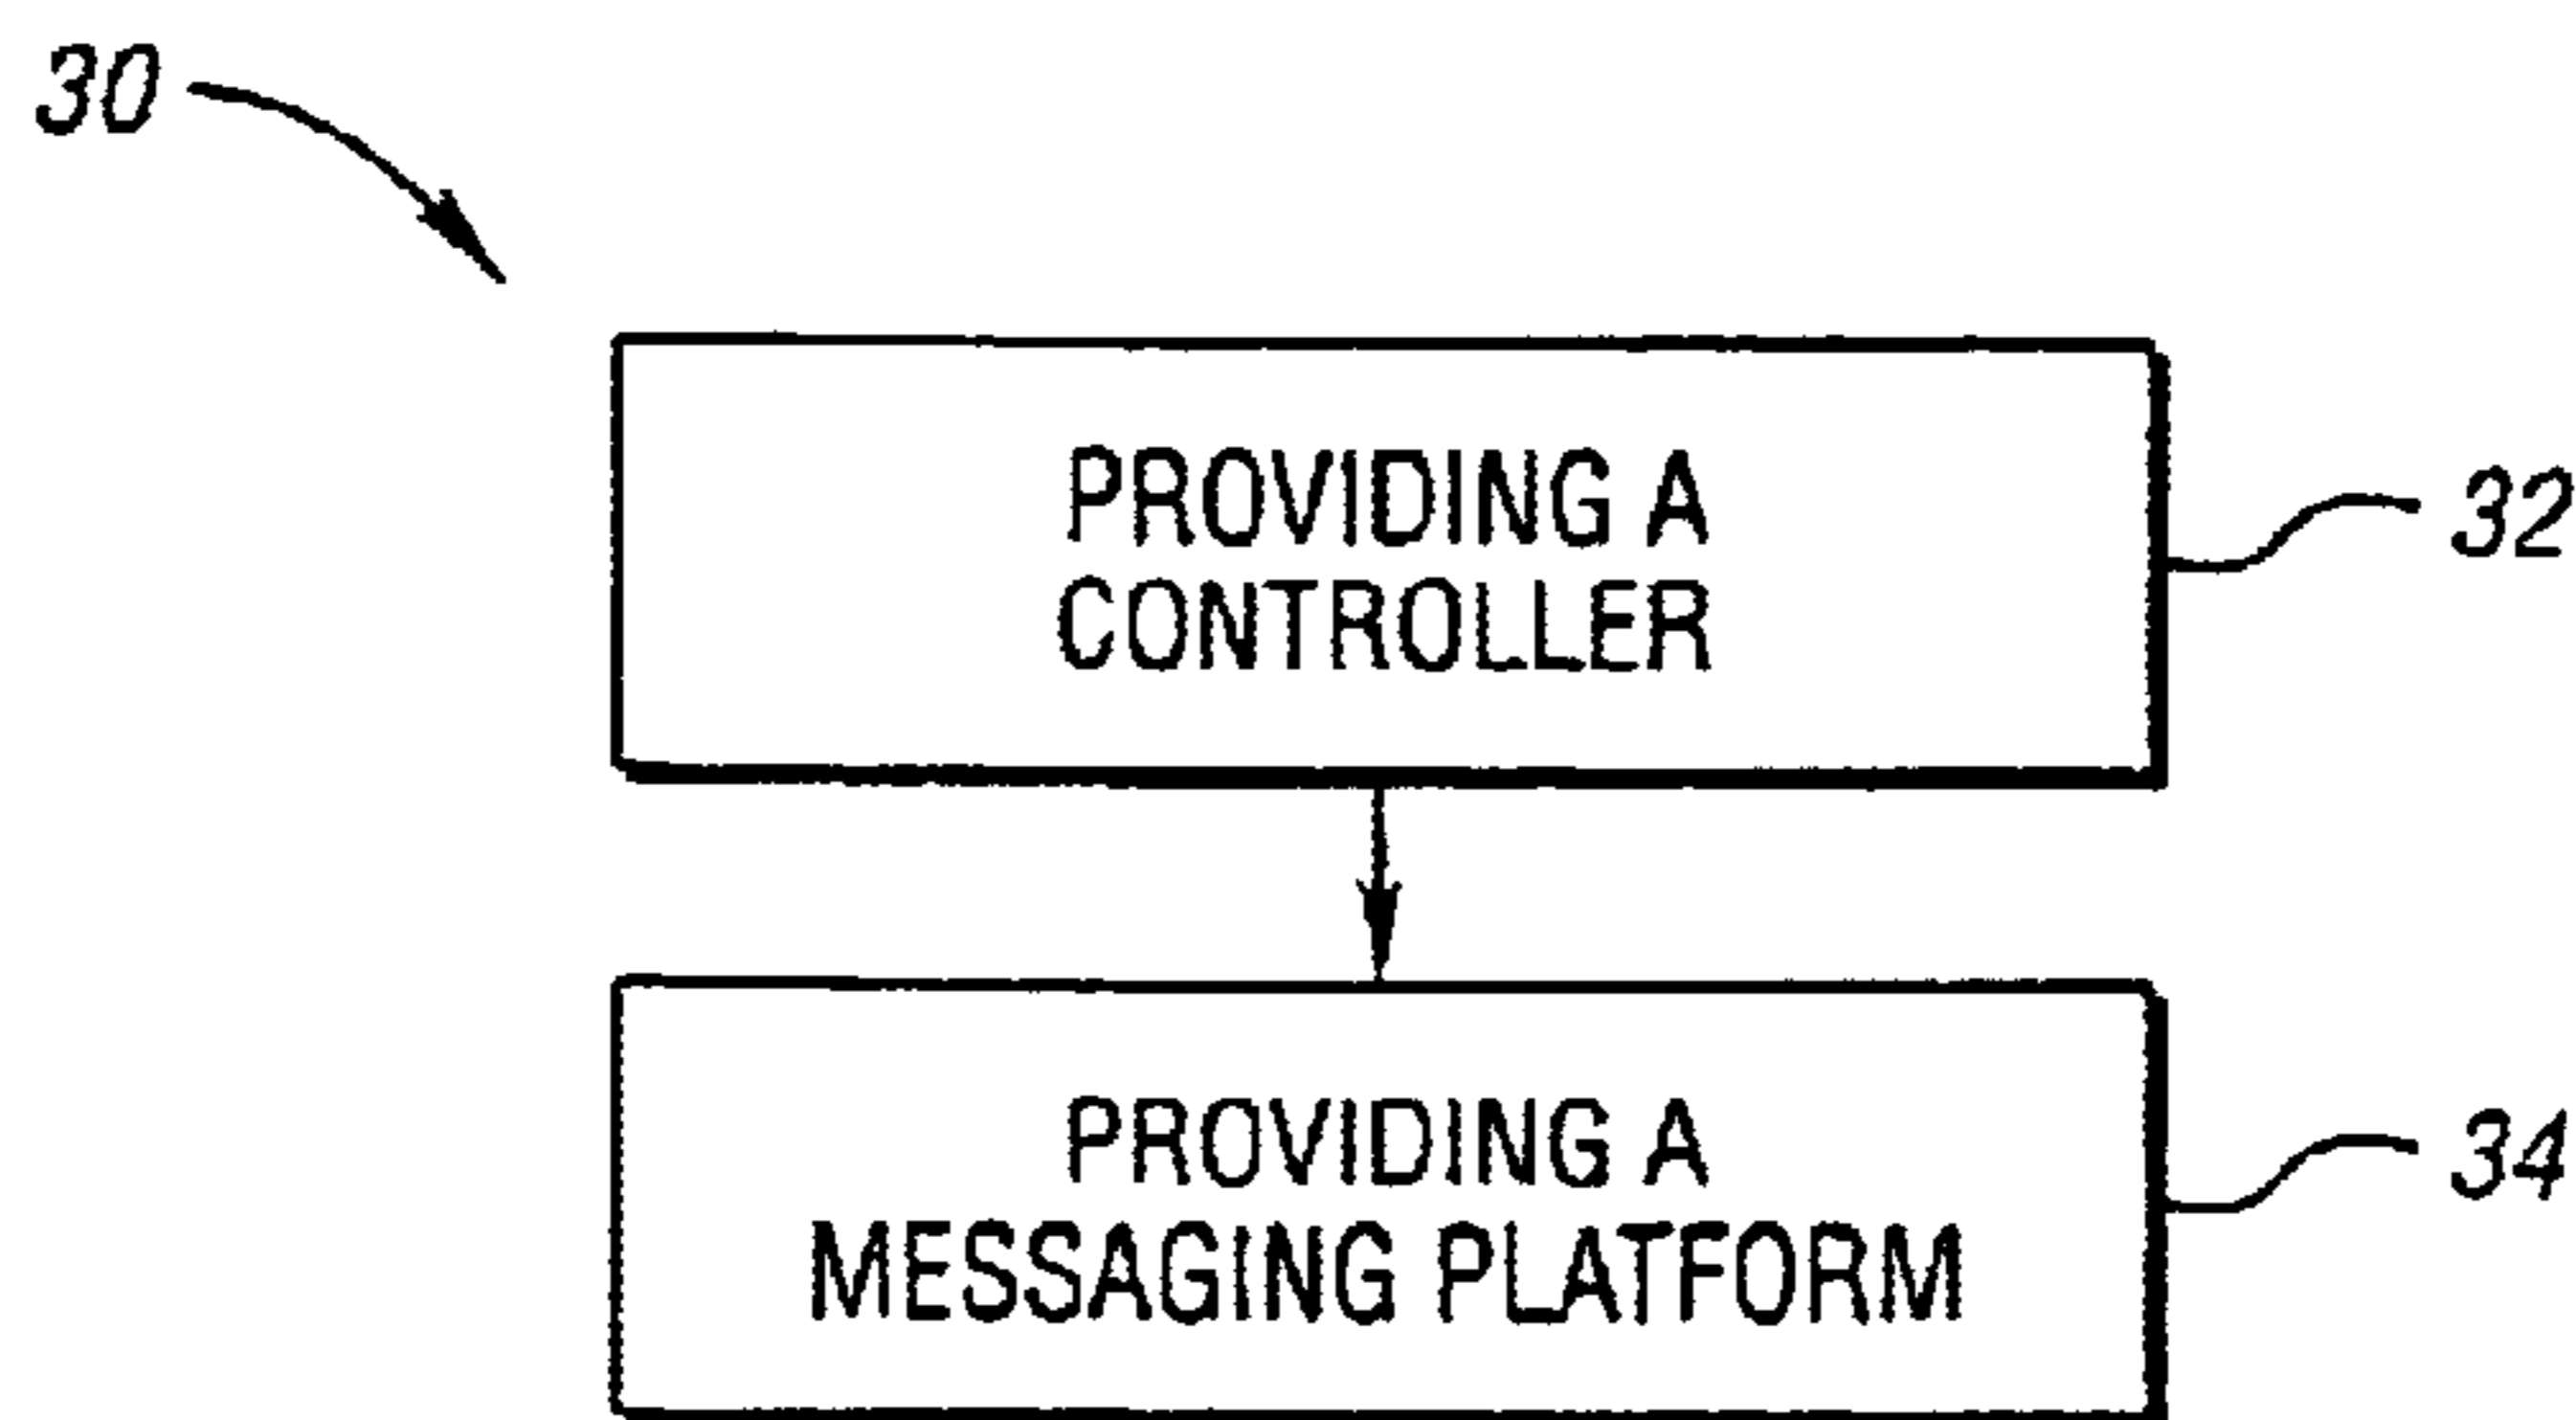 30
PROVIDING A
CONTROLLER
32
PROVIDING A
MESSAGING PLATFORM
34